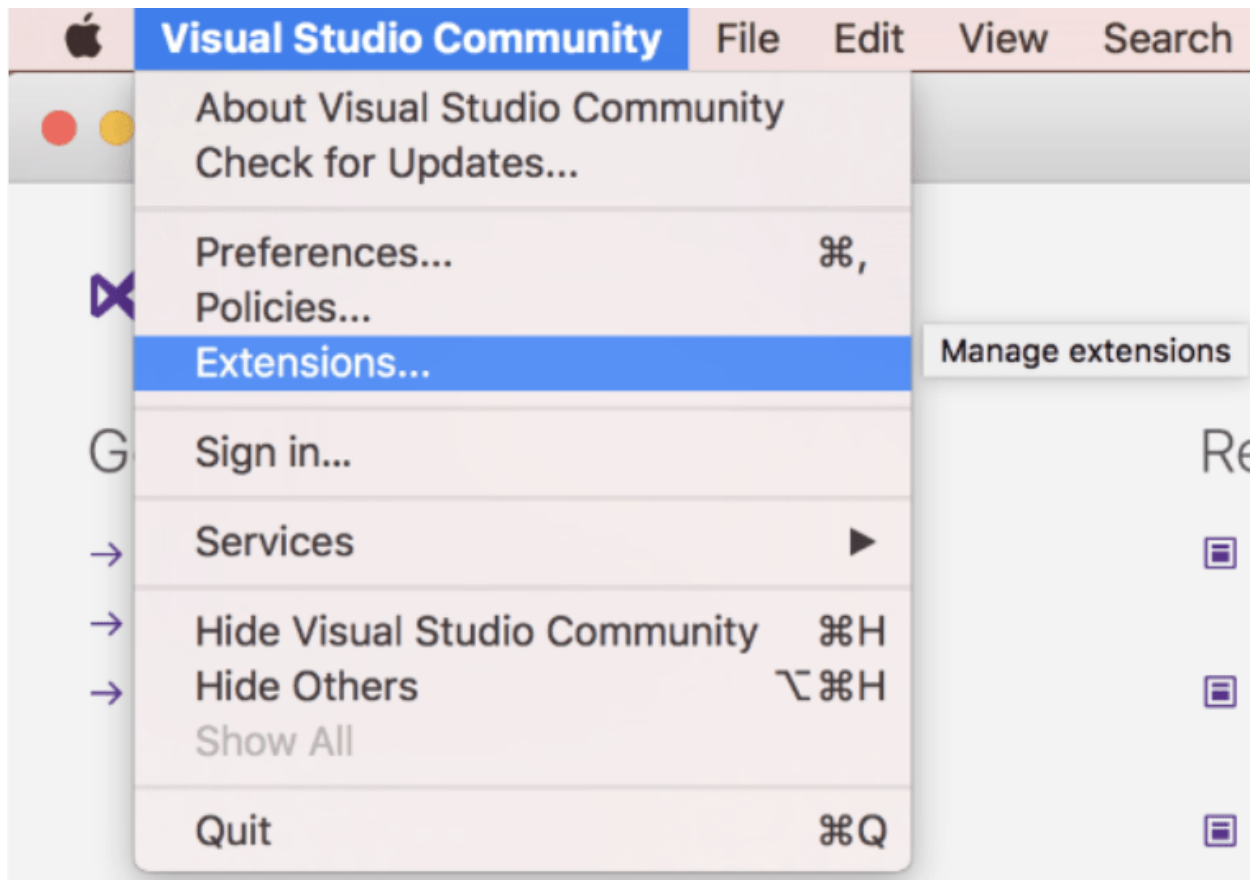 Visual Studio Community File Edit View Search
About Visual Studio Community
Check for Updates...
Preferences... ⌘,
Policies...
Extensions...
Manage extensions
Sign in...
Services
Hide Visual Studio Community ⌘H
Hide Others ⌥⌘H
Show All
Quit ⌘Q